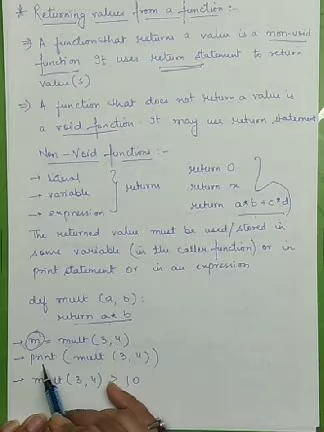 * Returning values from a function:-
⇒ A function that returns a value is a non-void
function It uses return statement to return
value(s)
⇒) A function that does not return a value is
a void function. It may use return statement
Non-Void functions:-
→ literal return 0
→ variable } returns return x
→ expression return a*b+c*d
The returned value must be used/stored in
some variable (in the caller function) or in
print statement or in an expression
def mult (a, b):
return a*b
→ m = mult (3,4)
→ print (mult (3,4))
→ mult (3,4) > 10